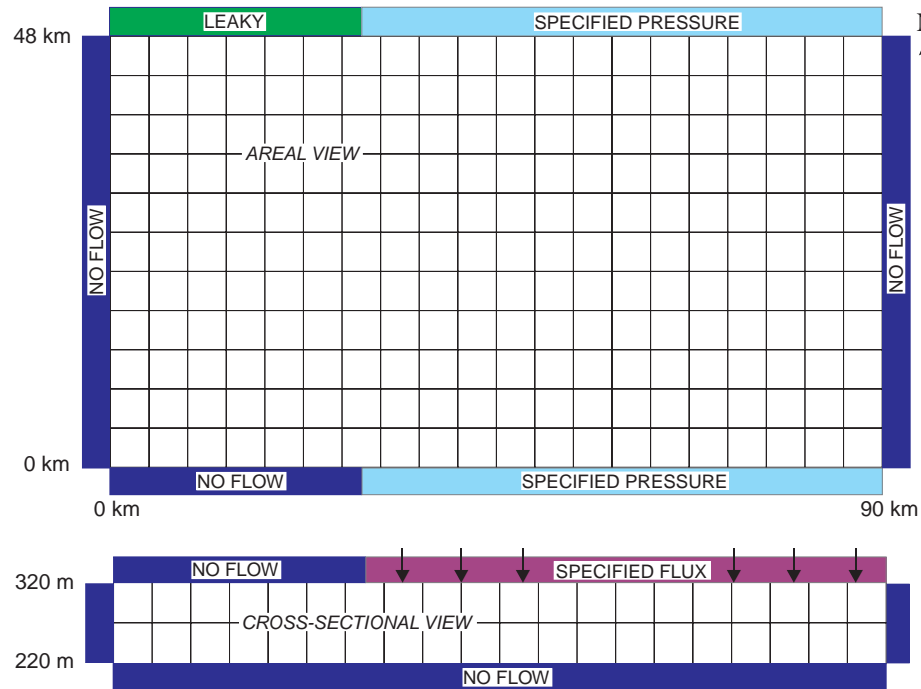 LEAKY SPECIFIED PRESSURE
48 km
AREAL VIEW
NO FLOW
NO FLOW
0 km
NO FLOW SPECIFIED PRESSURE
0 km 90 km
NO FLOW SPECIFIED FLUX
320 m
CROSS-SECTIONAL VIEW
220 m
NO FLOW